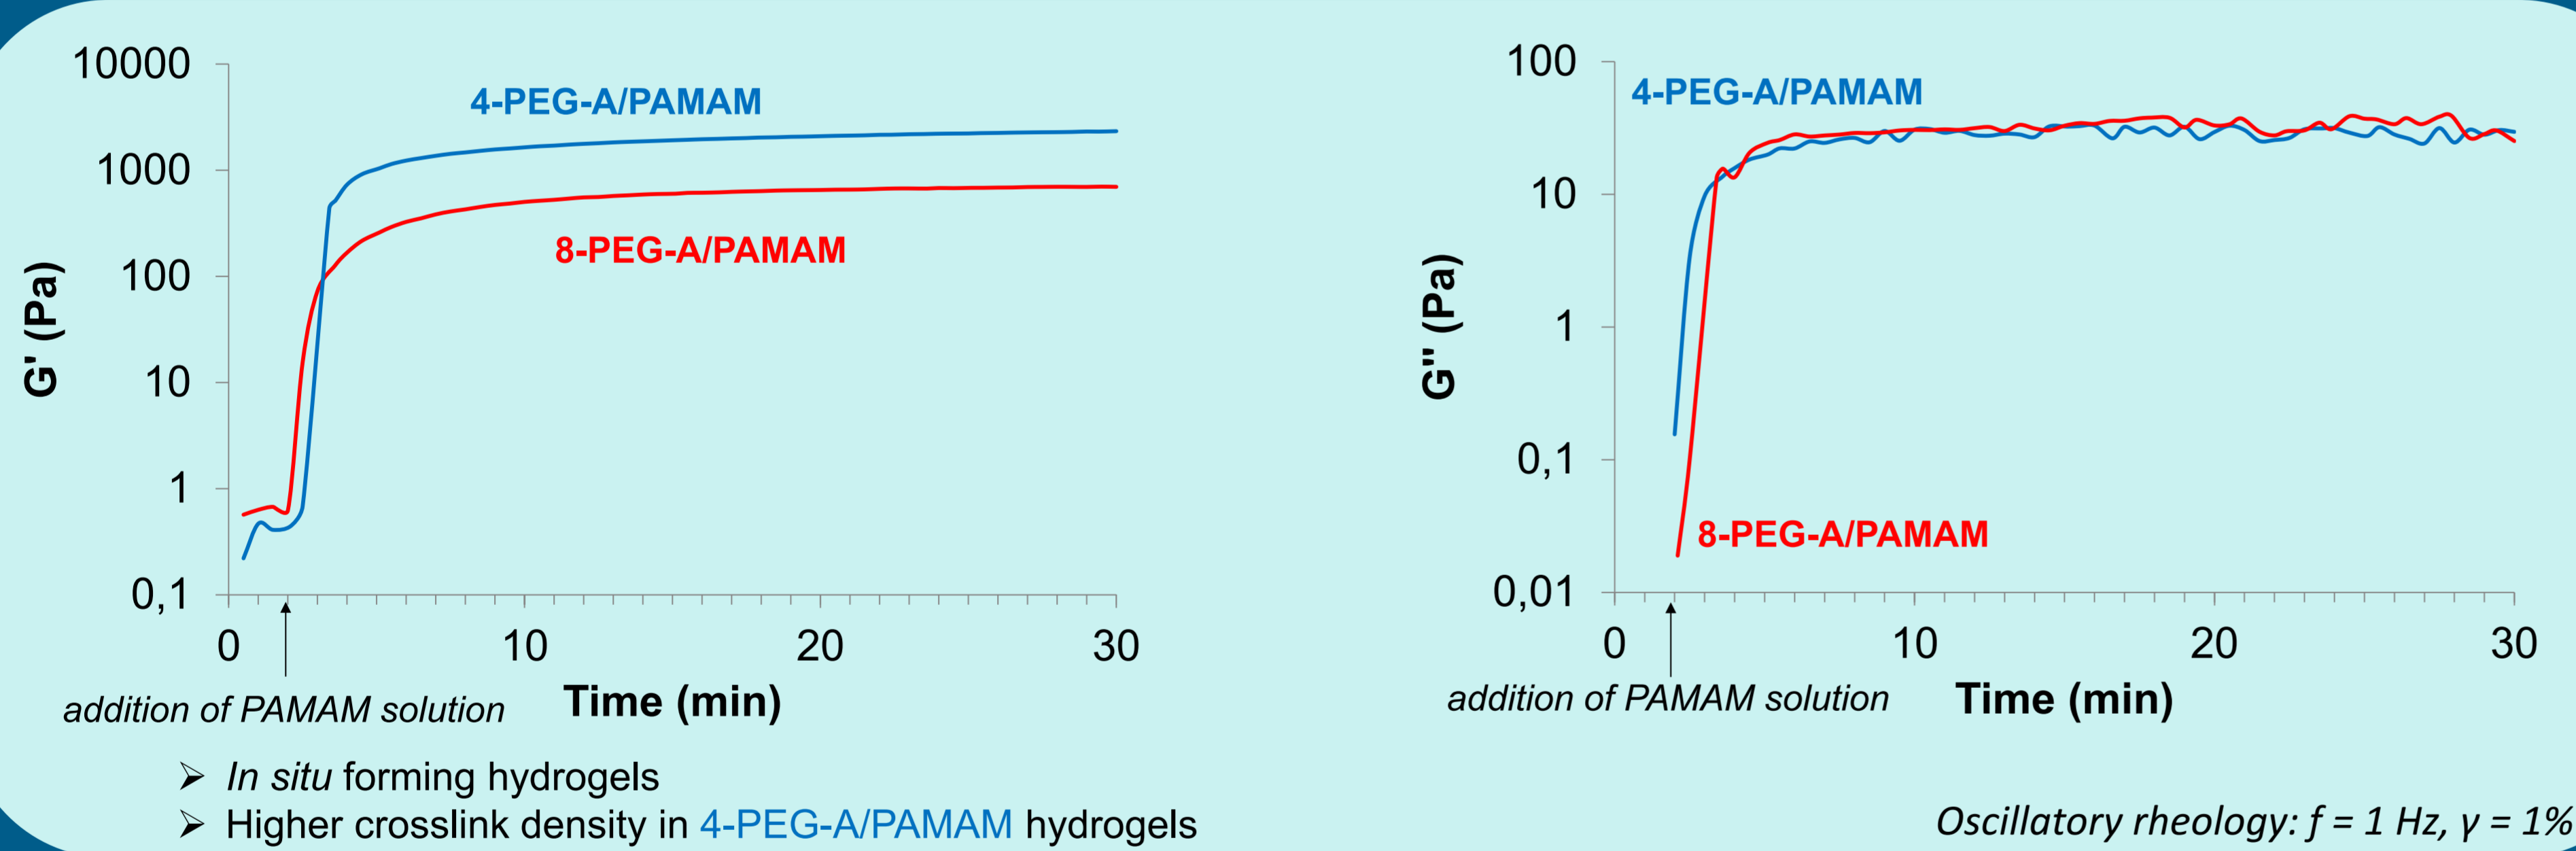 10000
1000
100
10
1
0,1
G' (Pa)
4-PEG-A/PAMAM
8-PEG-A/PAMAM
0 10 20 30
addition of PAMAM solution
Time (min)
100
10
1
0,1
0,01
G'' (Pa)
4-PEG-A/PAMAM
8-PEG-A/PAMAM
0 10 20 30
addition of PAMAM solution
Time (min)
➢ In situ forming hydrogels
➢ Higher crosslink density in 4-PEG-A/PAMAM hydrogels
Oscillatory rheology: f = 1 Hz, γ = 1%